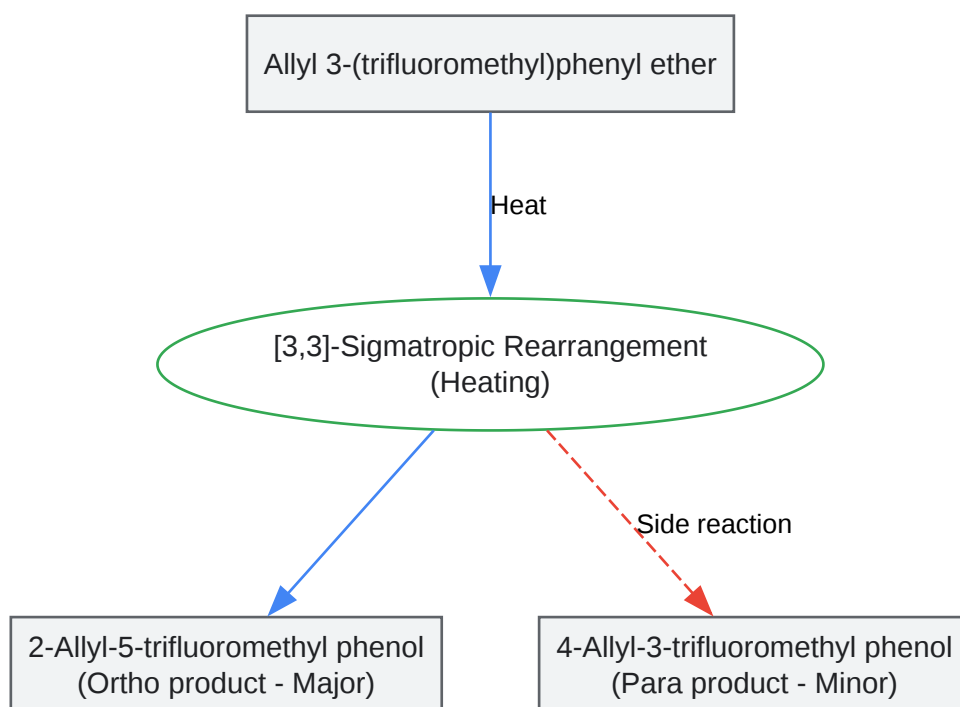 Allyl 3-(trifluoromethyl)phenyl ether
Heat
[3,3]-Sigmatropic Rearrangement
(Heating)
Side reaction
2-Allyl-5-trifluoromethyl phenol
(Ortho product - Major)
4-Allyl-3-trifluoromethyl phenol
(Para product - Minor)